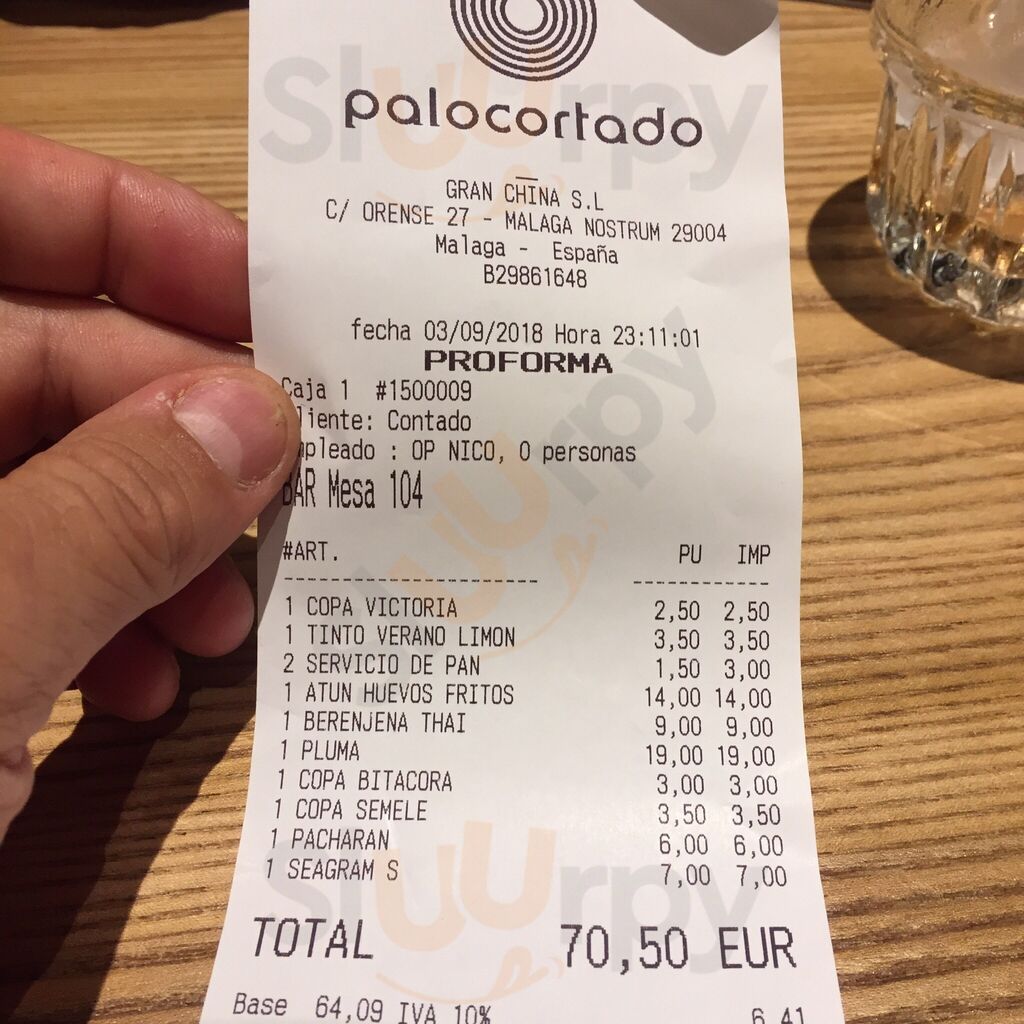 palocortado
GRAN CHINA S.L
C/ ORENSE 27 - MALAGA NOSTRUM 29004
Malaga - España
B29861648
fecha 03/09/2018 Hora 23:11:01
PROFORMA
Caja 1 #1500009
liente: Contado
mpleado : OP NICO, 0 personas
BAR Mesa 104
#ART. PU IMP
1 COPA VICTORIA 2,50 2,50
1 TINTO VERANO LIMON 3,50 3,50
2 SERVICIO DE PAN 1,50 3,00
1 ATUN HUEVOS FRITOS 14,00 14,00
1 BERENJENA THAI 9,00 9,00
1 PLUMA 19,00 19,00
1 COPA BITACORA 3,00 3,00
1 COPA SEMELE 3,50 3,50
1 PACHARAN 6,00 6,00
1 SEAGRAM S 7,00 7,00
TOTAL 70,50 EUR
Base 64,09 IVA 10% 6,41
Sluurpy
Sluurpy
Sluurpy